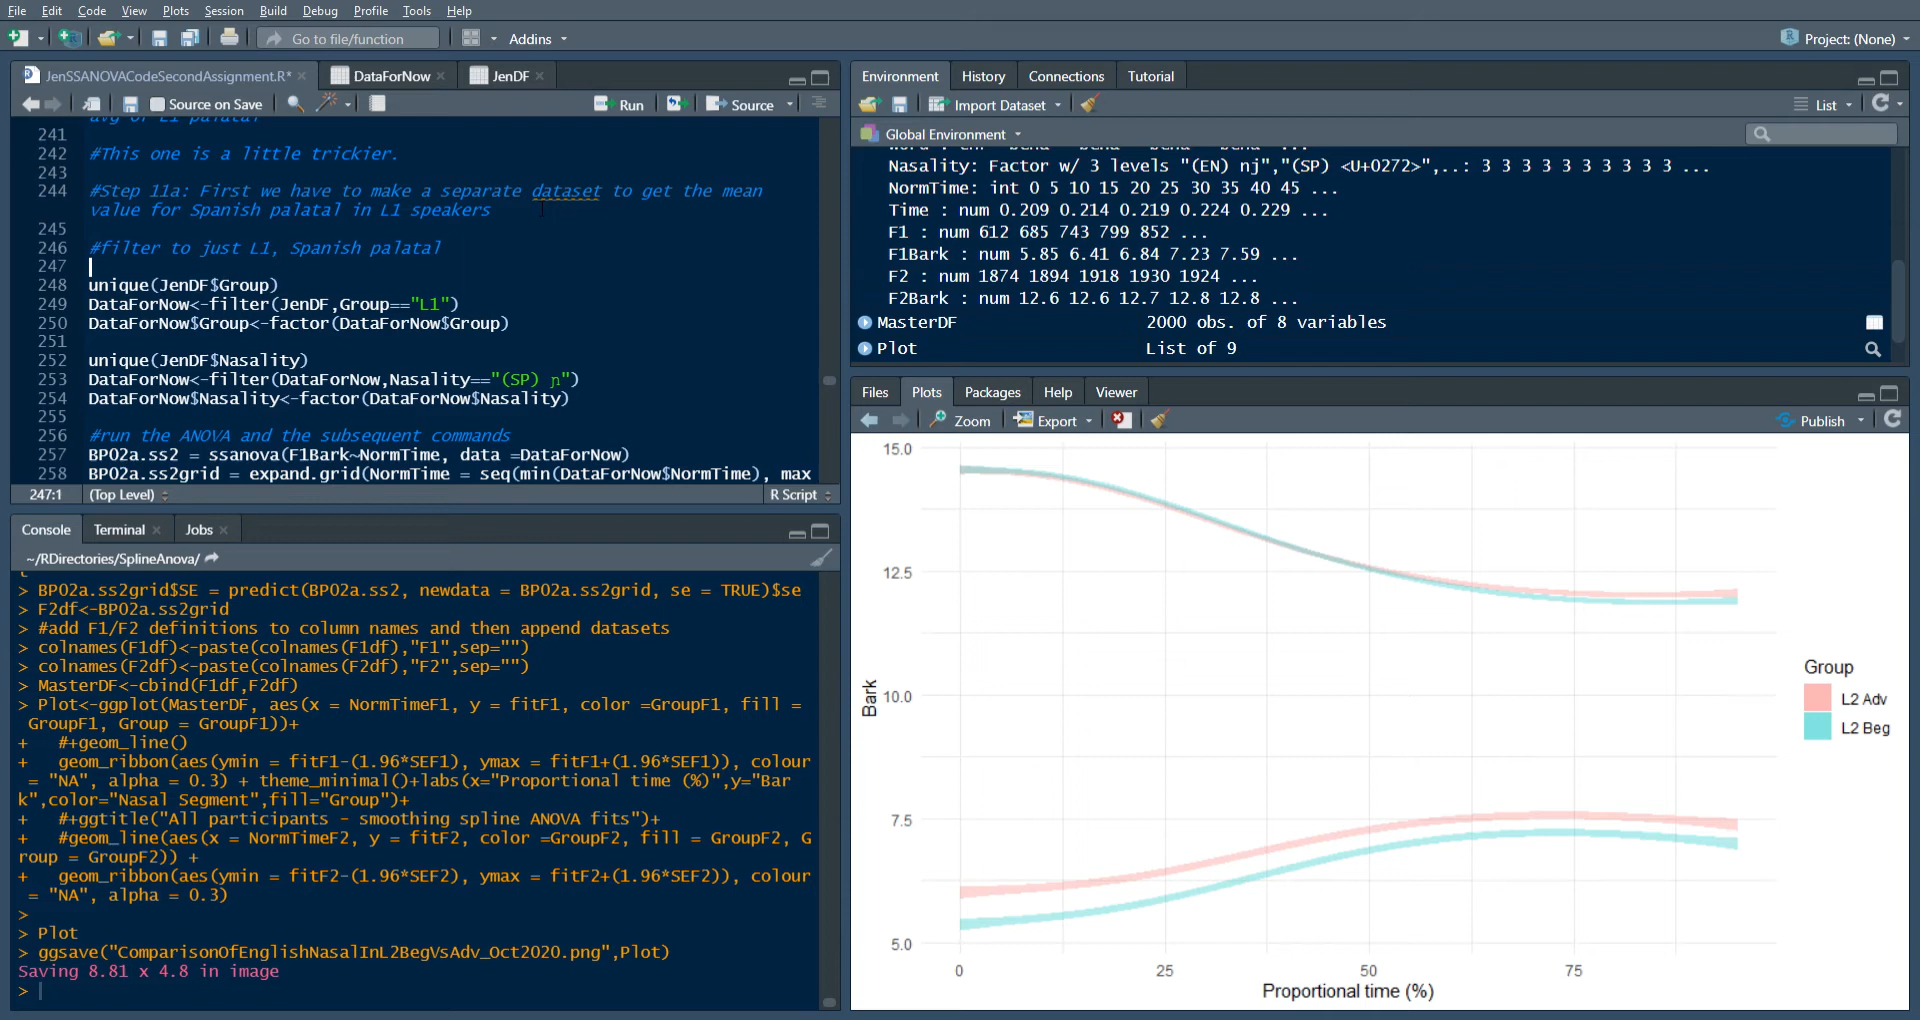 File Edit Code View Plots Session Build Debug Profile Tools Help
Go to file/function
Addins
Project: (None)
JenSSANOVACodeSecondAssignment.R*
DataForNow
JenDF
Source on Save
Run
Source
avg of L1 palatal
241
242 #This one is a little trickier.
243
244 #Step 11a: First we have to make a separate dataset to get the mean
value for Spanish palatal in L1 speakers
245
246 #filter to just L1, Spanish palatal
247
248 unique(JenDF$Group)
249 DataForNow<-filter(JenDF,Group=="L1")
250 DataForNow$Group<-factor(DataForNow$Group)
251
252 unique(JenDF$Nasality)
253 DataForNow<-filter(DataForNow,Nasality=="(SP) ɲ")
254 DataForNow$Nasality<-factor(DataForNow$Nasality)
255
256 #run the ANOVA and the subsequent commands
257 BP02a.ss2 = ssanova(F1Bark~NormTime, data =DataForNow)
258 BP02a.ss2grid = expand.grid(NormTime = seq(min(DataForNow$NormTime), max
247:1 (Top Level) R Script
Console Terminal Jobs
~/RDirectories/SplineAnova/
> BP02a.ss2grid$SE = predict(BP02a.ss2, newdata = BP02a.ss2grid, se = TRUE)$se
> F2df<-BP02a.ss2grid
> #add F1/F2 definitions to column names and then append datasets
> colnames(F1df)<-paste(colnames(F1df),"F1",sep="")
> colnames(F2df)<-paste(colnames(F2df),"F2",sep="")
> MasterDF<-cbind(F1df,F2df)
> Plot<-ggplot(MasterDF, aes(x = NormTimeF1, y = fitF1, color =GroupF1, fill =
GroupF1, Group = GroupF1))+
+ #+geom_line()
+ geom_ribbon(aes(ymin = fitF1-(1.96*SEF1), ymax = fitF1+(1.96*SEF1)), colour
= "NA", alpha = 0.3) + theme_minimal()+labs(x="Proportional time (%)",y="Bar
k",color="Nasal Segment",fill="Group")+
+ #+ggtitle("All participants - smoothing spline ANOVA fits")+
+ #geom_line(aes(x = NormTimeF2, y = fitF2, color =GroupF2, fill = GroupF2, G
roup = GroupF2)) +
+ geom_ribbon(aes(ymin = fitF2-(1.96*SEF2), ymax = fitF2+(1.96*SEF2)), colour
= "NA", alpha = 0.3)
>
> Plot
> ggsave("ComparisonOfEnglishNasalInL2BegVsAdv_Oct2020.png",Plot)
Saving 8.81 x 4.8 in image
>
Environment History Connections Tutorial
Import Dataset
List
Global Environment
Nasality: Factor w/ 3 levels "(EN) nj","(SP) <U+0272>",..: 3 3 3 3 3 3 3 3 3 3 ...
NormTime: int 0 5 10 15 20 25 30 35 40 45 ...
Time : num 0.209 0.214 0.219 0.224 0.229 ...
F1 : num 612 685 743 799 852 ...
F1Bark : num 5.85 6.41 6.84 7.23 7.59 ...
F2 : num 1874 1894 1918 1930 1924 ...
F2Bark : num 12.6 12.6 12.7 12.8 12.8 ...
MasterDF 2000 obs. of 8 variables
Plot List of 9
Files Plots Packages Help Viewer
Zoom Export Publish
15.0
12.5
10.0
7.5
5.0
Bark
0 25 50 75
Proportional time (%)
Group
L2 Adv
L2 Beg